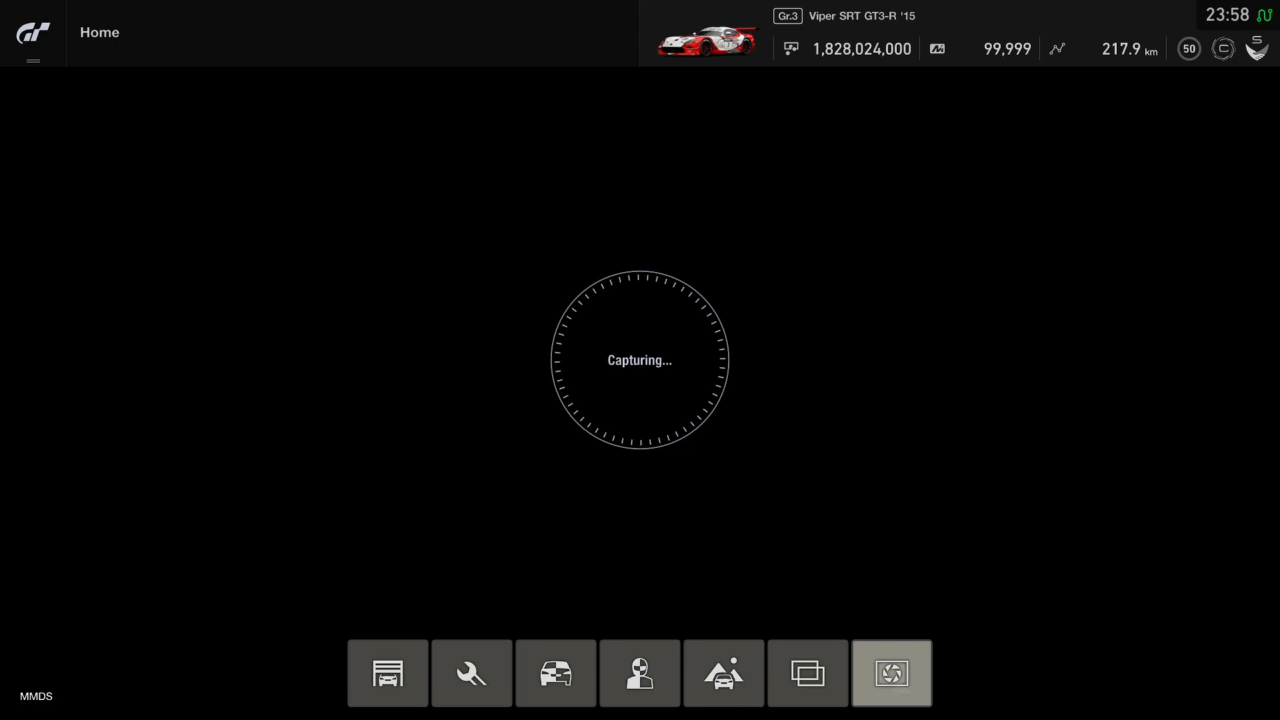 Home
Gr.3 Viper SRT GT3-R '15
23:58
1,828,024,000
99,999
217.9 km
50
C
S
Capturing...
MMDS